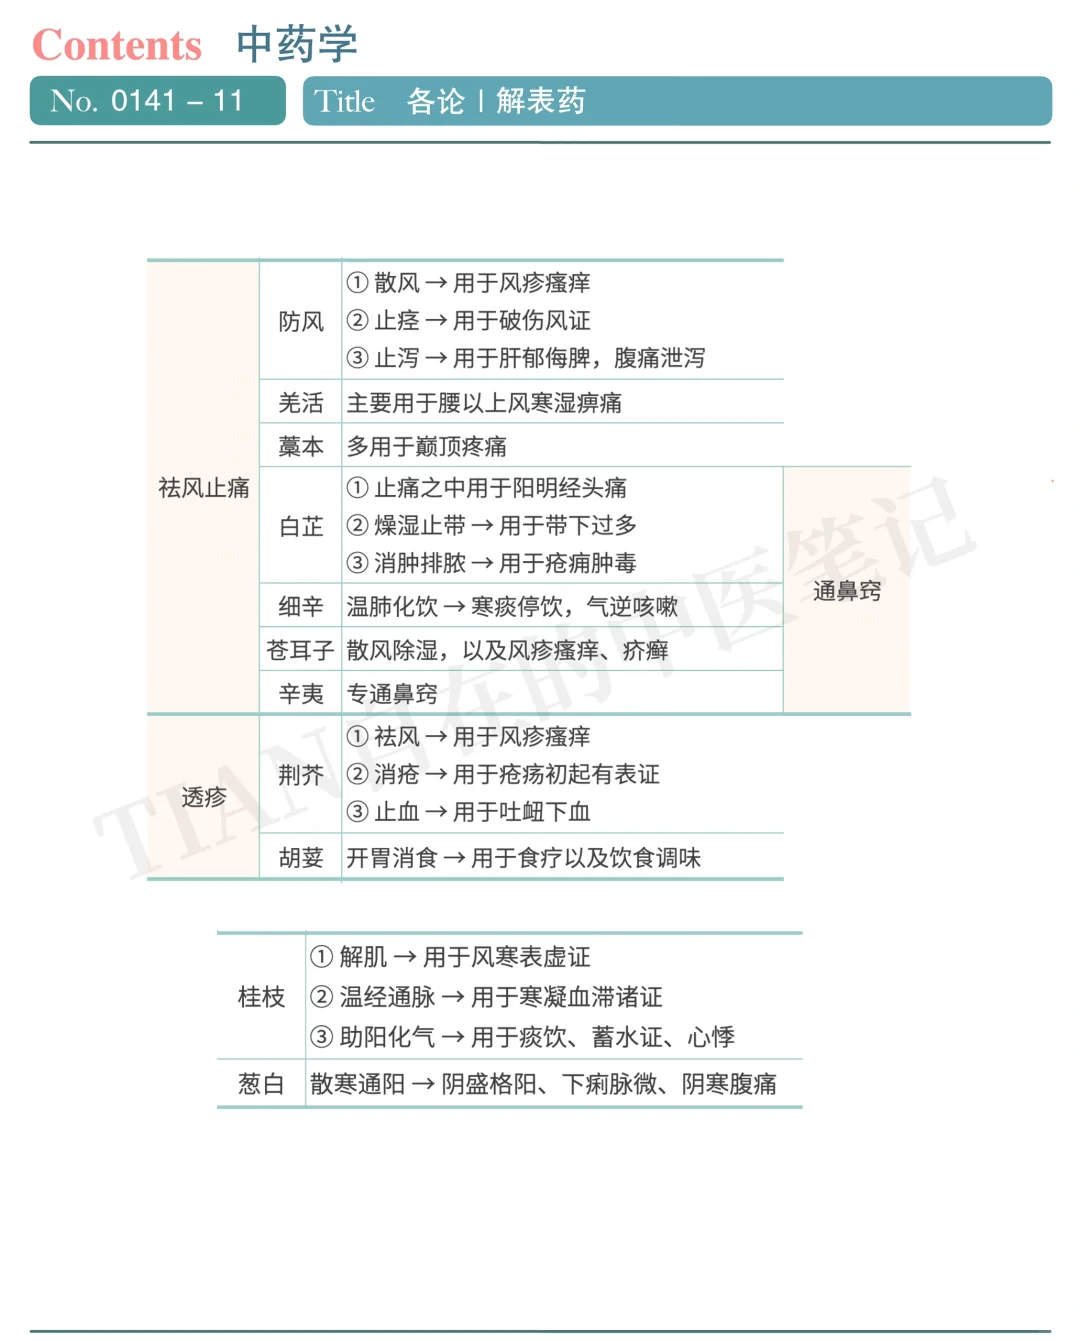 Contents 中药学
No. 0141 – 11 Title 各论 | 解表药
祛风止痛
防风
① 散风 → 用于风疹瘙痒
② 止痉 → 用于破伤风证
③ 止泻 → 用于肝郁侮脾，腹痛泄泻
羌活 主要用于腰以上风寒湿痹痛
藁本 多用于巅顶疼痛
白芷
① 止痛之中用于阳明经头痛
② 燥湿止带 → 用于带下过多
③ 消肿排脓 → 用于疮痈肿毒
细辛 温肺化饮 → 寒痰停饮，气逆咳嗽
苍耳子 散风除湿，以及风疹瘙痒、疥癣
辛夷 专通鼻窍
通鼻窍
透疹
荆芥
① 祛风 → 用于风疹瘙痒
② 消疮 → 用于疮疡初起有表证
③ 止血 → 用于吐衄下血
胡荽 开胃消食 → 用于食疗以及饮食调味
桂枝
① 解肌 → 用于风寒表虚证
② 温经通脉 → 用于寒凝血滞诸证
③ 助阳化气 → 用于痰饮、蓄水证、心悸
葱白 散寒通阳 → 阴盛格阳、下痢脉微、阴寒腹痛
TIAN自在的中医笔记